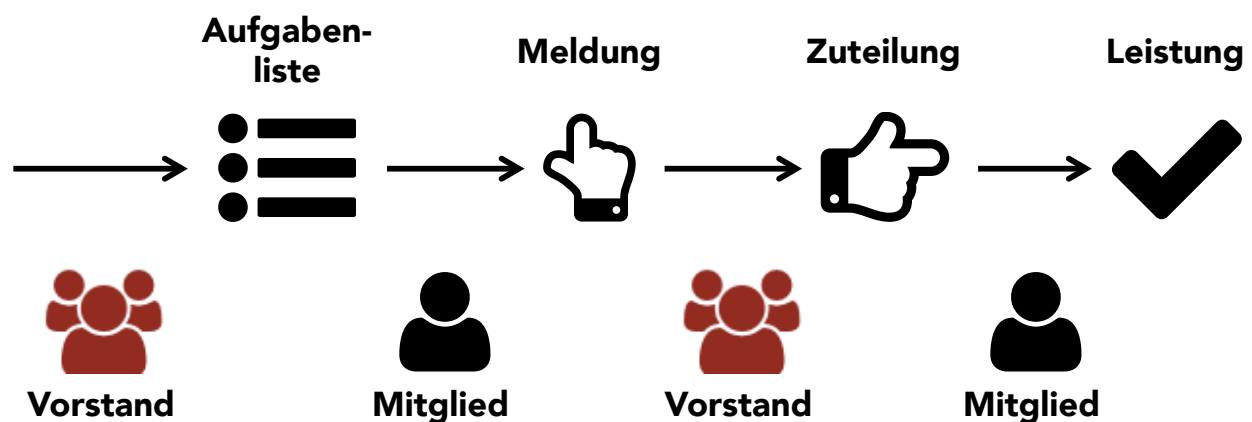 Aufgaben-
liste
Meldung
Zuteilung
Leistung
Vorstand
Mitglied
Vorstand
Mitglied